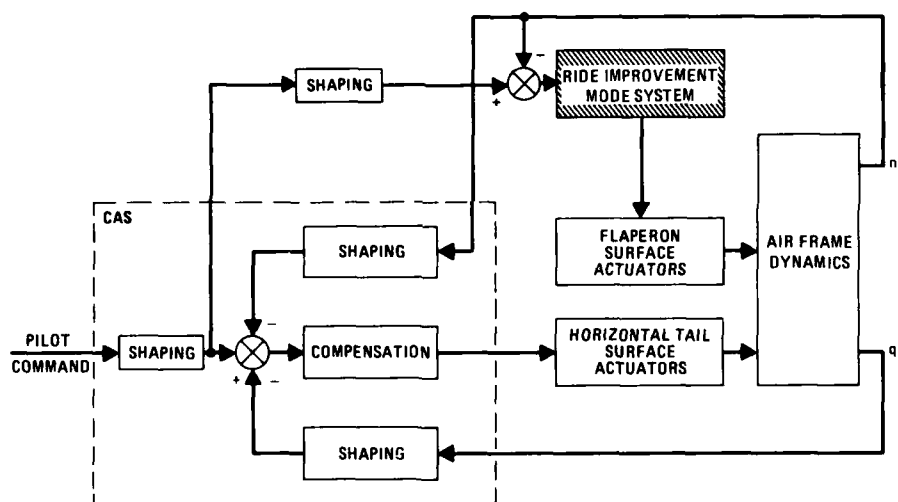 SHAPING
−
+
RIDE IMPROVEMENT
MODE SYSTEM
n
CAS
SHAPING
FLAPERON
SURFACE
ACTUATORS
AIR FRAME
DYNAMICS
PILOT
COMMAND
SHAPING
−
+
−
COMPENSATION
HORIZONTAL TAIL
SURFACE
ACTUATORS
q
SHAPING